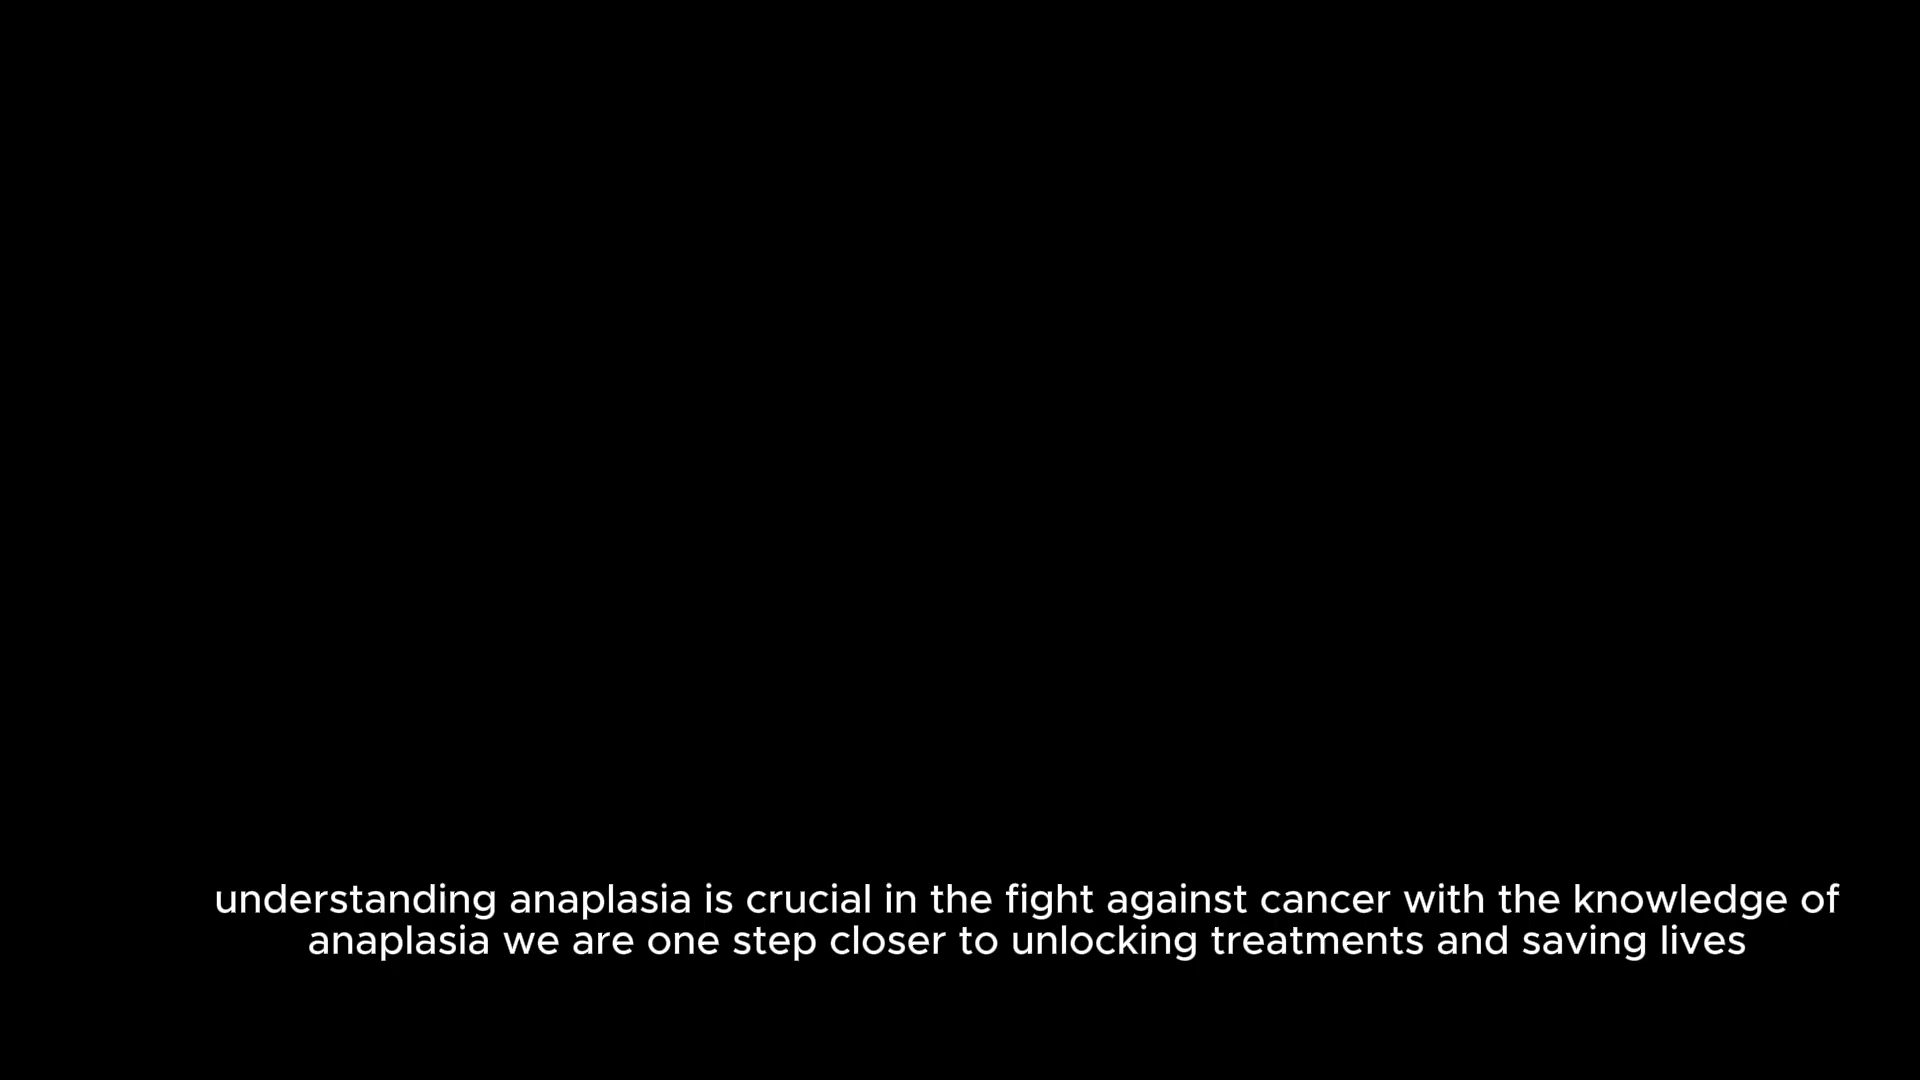 understanding anaplasia is crucial in the fight against cancer with the knowledge of
anaplasia we are one step closer to unlocking treatments and saving lives